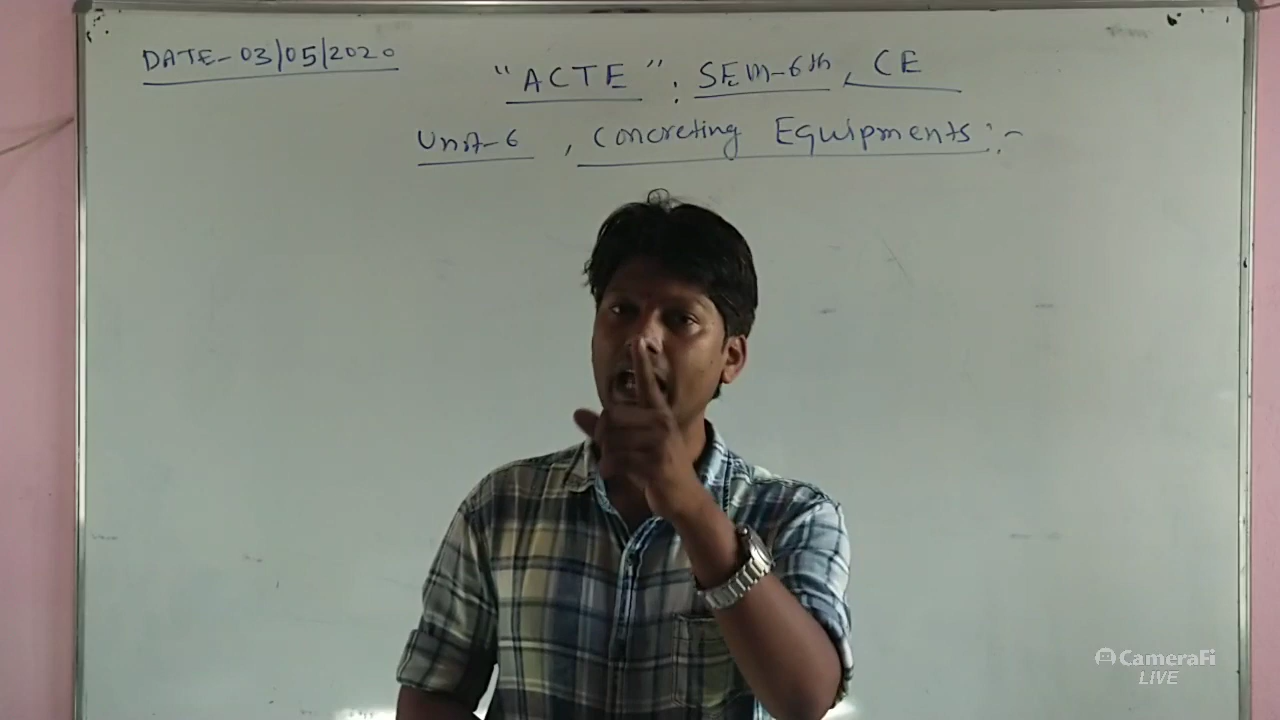 DATE-03/05/2020
"ACTE" : SEM-6th, CE
Unit-6, Concreting Equipments :-
CameraFi
LIVE